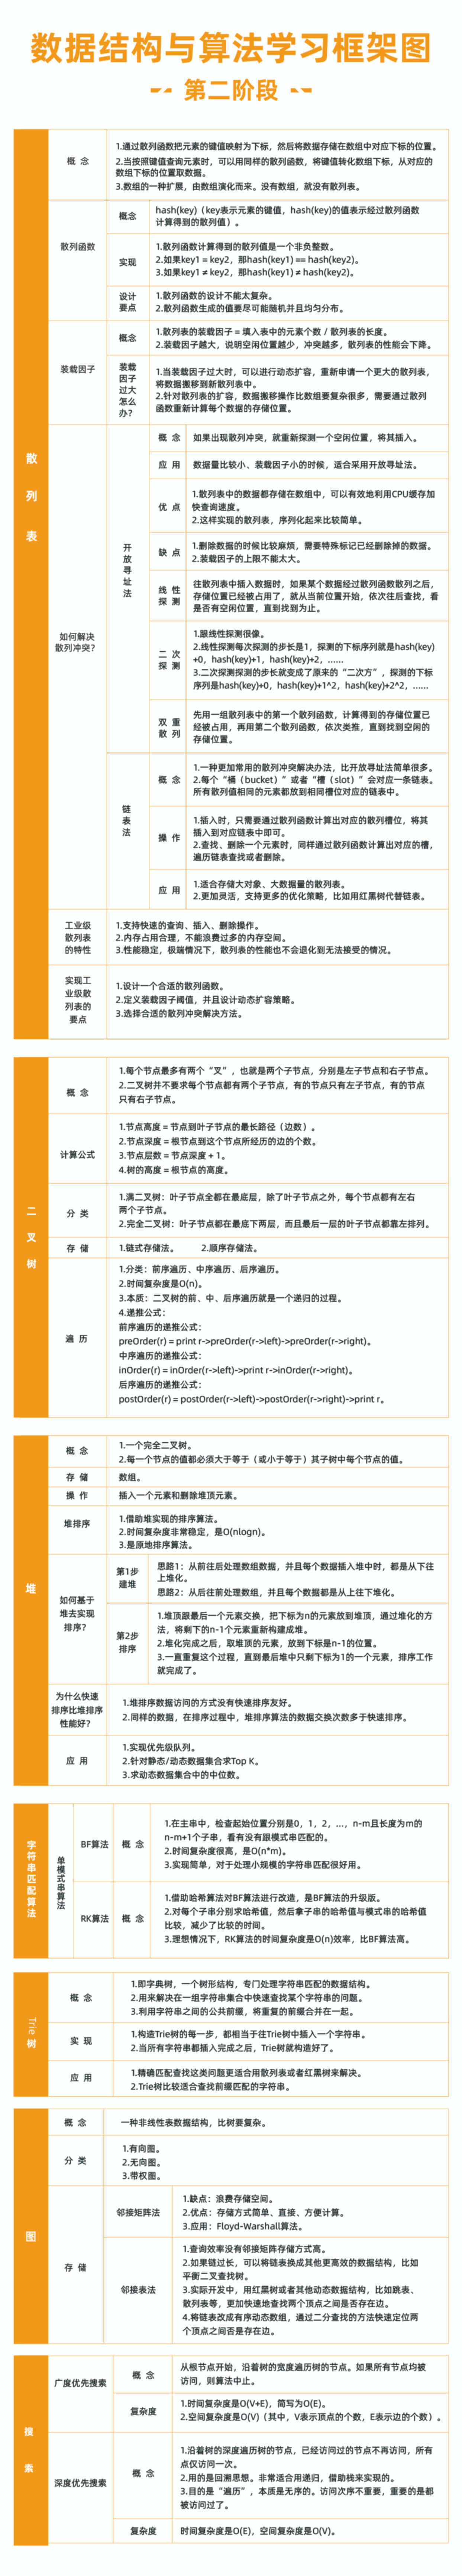 数据结构与算法学习框架图
第二阶段
散列表
概 念
1.通过散列函数把元素的键值映射为下标，然后将数据存储在数组中对应下标的位置。
2.当按照键值查询元素时，可以用同样的散列函数，将键值转化数组下标，从对应的
数组下标的位置取数据。
3.数组的一种扩展，由数组演化而来。没有数组，就没有散列表。
散列函数
概念
hash(key)（key表示元素的键值，hash(key)的值表示经过散列函数
计算得到的散列值）。
实现
1.散列函数计算得到的散列值是一个非负整数。
2.如果key1 = key2，那hash(key1) == hash(key2)。
3.如果key1 ≠ key2，那hash(key1) ≠ hash(key2)。
设计
要点
1.散列函数的设计不能太复杂。
2.散列函数生成的值要尽可能随机并且均匀分布。
装载因子
概念
1.散列表的装载因子 = 填入表中的元素个数 / 散列表的长度。
2.装载因子越大，说明空闲位置越少，冲突越多，散列表的性能会下降。
装载
因子
过大
怎么
办？
1.当装载因子过大时，可以进行动态扩容，重新申请一个更大的散列表，
将数据搬移到新散列表中。
2.针对散列表的扩容，数据搬移操作比数组要复杂很多，需要通过散列
函数重新计算每个数据的存储位置。
如何解决
散列冲突？
开放寻址法
概 念
如果出现散列冲突，就重新探测一个空闲位置，将其插入。
应 用
数据量比较小、装载因子小的时候，适合采用开放寻址法。
优 点
1.散列表中的数据都存储在数组中，可以有效地利用CPU缓存加
快查询速度。
2.这样实现的散列表，序列化起来比较简单。
缺 点
1.删除数据的时候比较麻烦，需要特殊标记已经删除掉的数据。
2.装载因子的上限不能太大。
线 性
探 测
往散列表中插入数据时，如果某个数据经过散列函数散列之后，
存储位置已经被占用了，就从当前位置开始，依次往后查找，看
是否有空闲位置，直到找到为止。
二 次
探 测
1.跟线性探测很像。
2.线性探测每次探测的步长是1，探测的下标序列就是hash(key)
+0，hash(key)+1，hash(key)+2，……
3.二次探测探测的步长就变成了原来的“二次方”，探测的下标
序列是hash(key)+0，hash(key)+1^2，hash(key)+2^2，……
双 重
散 列
先用一组散列表中的第一个散列函数，计算得到的存储位置已
经被占用，再用第二个散列函数，依次类推，直到找到空闲的
存储位置。
链表法
概 念
1.一种更加常用的散列冲突解决办法，比开放寻址法简单很多。
2.每个“桶（bucket）”或者“槽（slot）”会对应一条链表。
所有散列值相同的元素都放到相同槽位对应的链表中。
操 作
1.插入时，只需要通过散列函数计算出对应的散列槽位，将其
插入到对应链表中即可。
2.查找、删除一个元素时，同样通过散列函数计算出对应的槽，
遍历链表查找或者删除。
应 用
1.适合存储大对象、大数据量的散列表。
2.更加灵活，支持更多的优化策略，比如用红黑树代替链表。
工业级
散列表
的特性
1.支持快速的查询、插入、删除操作。
2.内存占用合理，不能浪费过多的内存空间。
3.性能稳定，极端情况下，散列表的性能也不会退化到无法接受的情况。
实现工
业级散
列表的
要点
1.设计一个合适的散列函数。
2.定义装载因子阈值，并且设计动态扩容策略。
3.选择合适的散列冲突解决方法。
二叉树
概 念
1.每个节点最多有两个“叉”，也就是两个子节点，分别是左子节点和右子节点。
2.二叉树并不要求每个节点都有两个子节点，有的节点只有左子节点，有的节点
只有右子节点。
计算公式
1.节点高度 = 节点到叶子节点的最长路径（边数）。
2.节点深度 = 根节点到这个节点所经历的边的个数。
3.节点层数 = 节点深度 + 1。
4.树的高度 = 根节点的高度。
分 类
1.满二叉树：叶子节点全都在最底层，除了叶子节点之外，每个节点都有左右
两个子节点。
2.完全二叉树：叶子节点都在最底下两层，而且最后一层的叶子节点都靠左排列。
存 储
1.链式存储法。 2.顺序存储法。
遍 历
1.分类：前序遍历、中序遍历、后序遍历。
2.时间复杂度是O(n)。
3.本质：二叉树的前、中、后序遍历就是一个递归的过程。
4.递推公式：
前序遍历的递推公式：
preOrder(r) = print r->preOrder(r->left)->preOrder(r->right)。
中序遍历的递推公式：
inOrder(r) = inOrder(r->left)->print r->inOrder(r->right)。
后序遍历的递推公式：
postOrder(r) = postOrder(r->left)->postOrder(r->right)->print r。
堆
概 念
1.一个完全二叉树。
2.每一个节点的值都必须大于等于（或小于等于）其子树中每个节点的值。
存 储
数组。
操 作
插入一个元素和删除堆顶元素。
堆排序
1.借助堆实现的排序算法。
2.时间复杂度非常稳定，是O(nlogn)。
3.是原地排序算法。
如何基于
堆去实现
排序？
第1步
建堆
思路1：从前往后处理数组数据，并且每个数据插入堆中时，都是从下往
上堆化。
思路2：从后往前处理数组，并且每个数据都是从上往下堆化。
第2步
排序
1.堆顶跟最后一个元素交换，把下标为n的元素放到堆顶，通过堆化的方
法，将剩下的n-1个元素重新构建成堆。
2.堆化完成之后，取堆顶的元素，放到下标是n-1的位置。
3.一直重复这个过程，直到最后堆中只剩下标为1的一个元素，排序工作
就完成了。
为什么快速
排序比堆排序
性能好？
1.堆排序数据访问的方式没有快速排序友好。
2.同样的数据，在排序过程中，堆排序算法的数据交换次数多于快速排序。
应 用
1.实现优先级队列。
2.针对静态/动态数据集合求Top K。
3.求动态数据集合中的中位数。
字符串匹配算法
单模式串算法
BF算法
概 念
1.在主串中，检查起始位置分别是0，1，2，…，n-m且长度为m的
n-m+1个子串，看有没有跟模式串匹配的。
2.时间复杂度很高，是O(n*m)。
3.实现简单，对于处理小规模的字符串匹配很好用。
RK算法
概 念
1.借助哈希算法对BF算法进行改造，是BF算法的升级版。
2.对每个子串分别求哈希值，然后拿子串的哈希值与模式串的哈希值
比较，减少了比较的时间。
3.理想情况下，RK算法的时间复杂度是O(n)效率，比BF算法高。
Trie树
概 念
1.即字典树，一个树形结构，专门处理字符串匹配的数据结构。
2.用来解决在一组字符串集合中快速查找某个字符串的问题。
3.利用字符串之间的公共前缀，将重复的前缀合并在一起。
实 现
1.构造Trie树的每一步，都相当于往Trie树中插入一个字符串。
2.当所有字符串都插入完成之后，Trie树就构造好了。
应 用
1.精确匹配查找这类问题更适合用散列表或者红黑树来解决。
2.Trie树比较适合查找前缀匹配的字符串。
图
概 念
一种非线性表数据结构，比树要复杂。
分 类
1.有向图。
2.无向图。
3.带权图。
存 储
邻接矩阵法
1.缺点：浪费存储空间。
2.优点：存储方式简单、直接、方便计算。
3.应用：Floyd-Warshall算法。
邻接表法
1.查询效率没有邻接矩阵存储方式高。
2.如果链过长，可以将链表换成其他更高效的数据结构，比如
平衡二叉查找树。
3.实际开发中，用红黑树或者其他动态数据结构，比如跳表、
散列表等，更加快速地查找两个顶点之间是否存在边。
4.将链表改成有序动态数组，通过二分查找的方法快速定位两
个顶点之间否是存在边。
搜索
广度优先搜索
概 念
从根节点开始，沿着树的宽度遍历树的节点。如果所有节点均被
访问，则算法中止。
复杂度
1.时间复杂度是O(V+E)，简写为O(E)。
2.空间复杂度是O(V)（其中，V表示顶点的个数，E表示边的个数）。
深度优先搜索
概 念
1.沿着树的深度遍历树的节点，已经访问过的节点不再访问，所有
点仅访问一次。
2.用的是回溯思想。非常适合用递归，借助栈来实现的。
3.目的是“遍历”，本质是无序的。访问次序不重要，重要的是都
被访问过了。
复杂度
时间复杂度是O(E)，空间复杂度是O(V)。